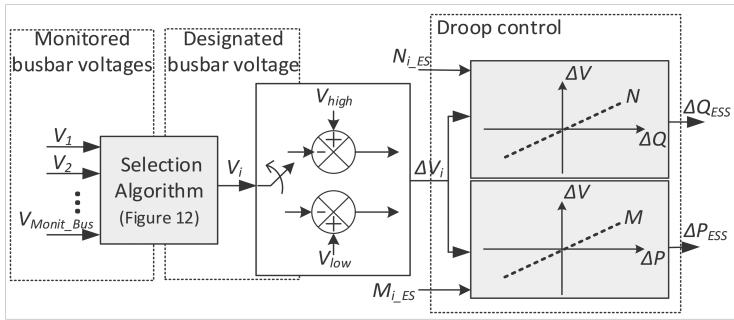 Monitored
busbar voltages
Designated
busbar voltage
Droop control
V1
V2
VMonit_Bus
Selection
Algorithm
(Figure 12)
Vi
Vhigh
+
-
-
+
Vlow
ΔVi
Ni_ES
Mi_ES
ΔV
N
ΔQ
ΔQESS
ΔV
M
ΔP
ΔPESS